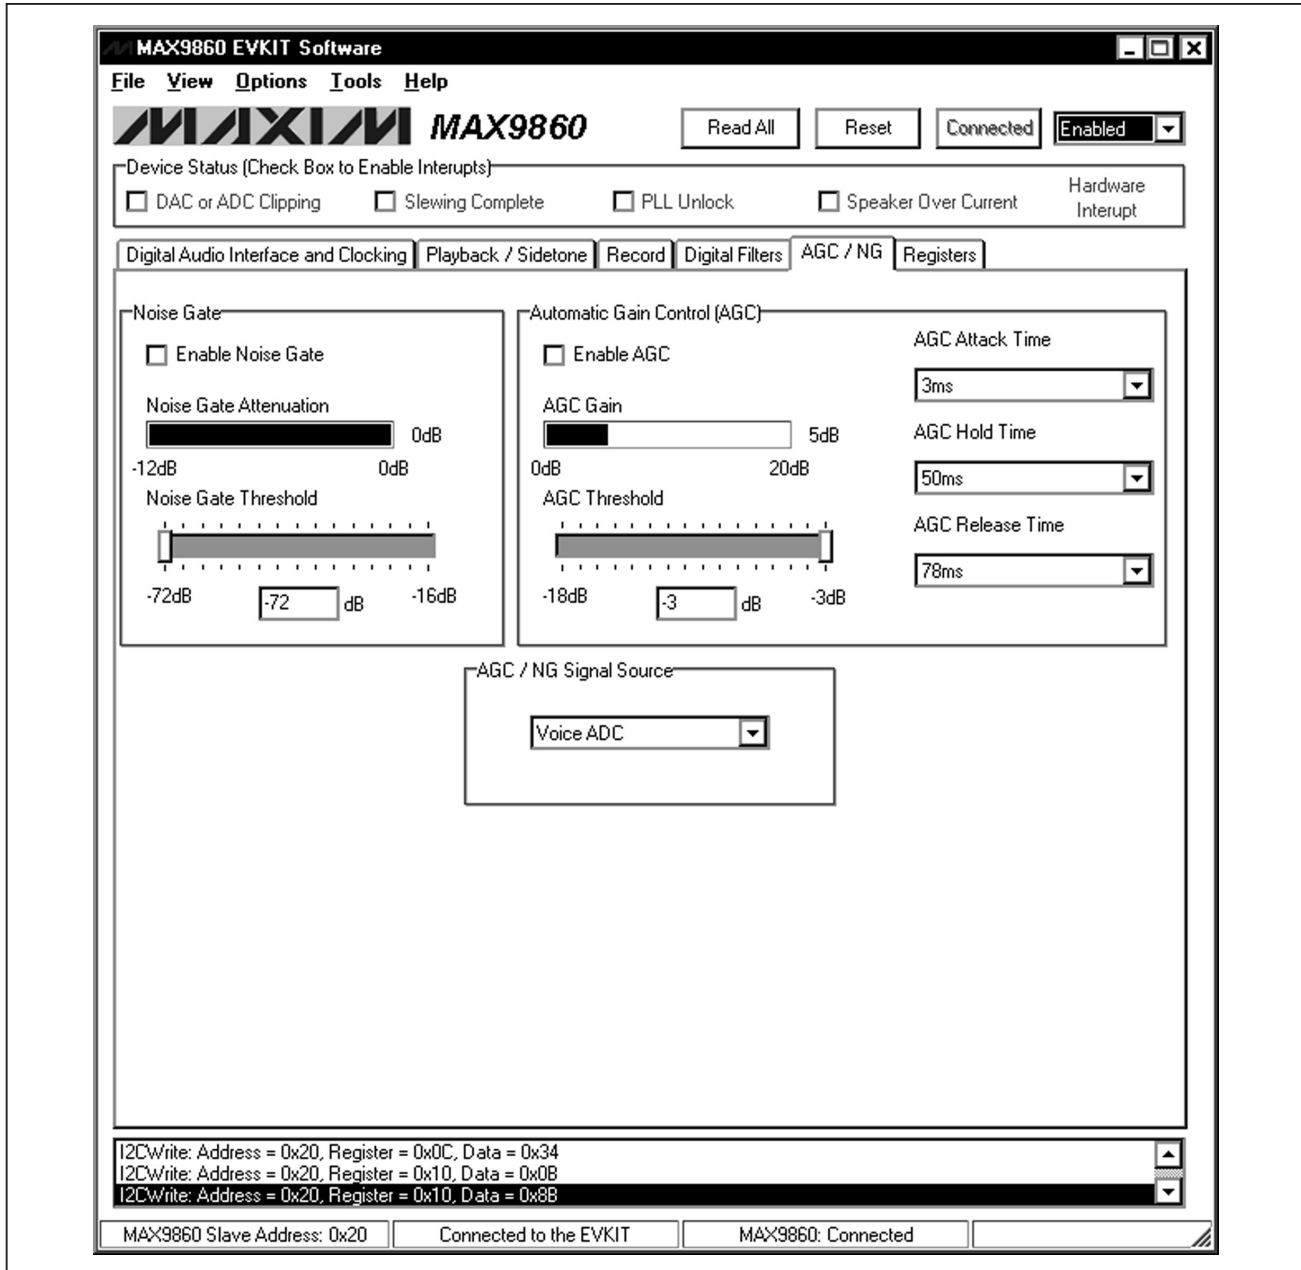 MAX9860 EVKIT Software
File View Options Tools Help
MAXIM MAX9860 Read All Reset Connected Enabled
Device Status (Check Box to Enable Interupts)
DAC or ADC Clipping Slewing Complete PLL Unlock Speaker Over Current Hardware Interupt
Digital Audio Interface and Clocking Playback / Sidetone Record Digital Filters AGC / NG Registers
Noise Gate
Enable Noise Gate
Noise Gate Attenuation
0dB
-12dB 0dB
Noise Gate Threshold
-72dB -72 dB -16dB
Automatic Gain Control (AGC)
Enable AGC
AGC Gain
5dB
0dB 20dB
AGC Threshold
-18dB -3 dB -3dB
AGC Attack Time
3ms
AGC Hold Time
50ms
AGC Release Time
78ms
AGC / NG Signal Source
Voice ADC
I2CWrite: Address = 0x20, Register = 0x0C, Data = 0x34
I2CWrite: Address = 0x20, Register = 0x10, Data = 0x0B
I2CWrite: Address = 0x20, Register = 0x10, Data = 0x8B
MAX9860 Slave Address: 0x20 Connected to the EVKIT MAX9860: Connected